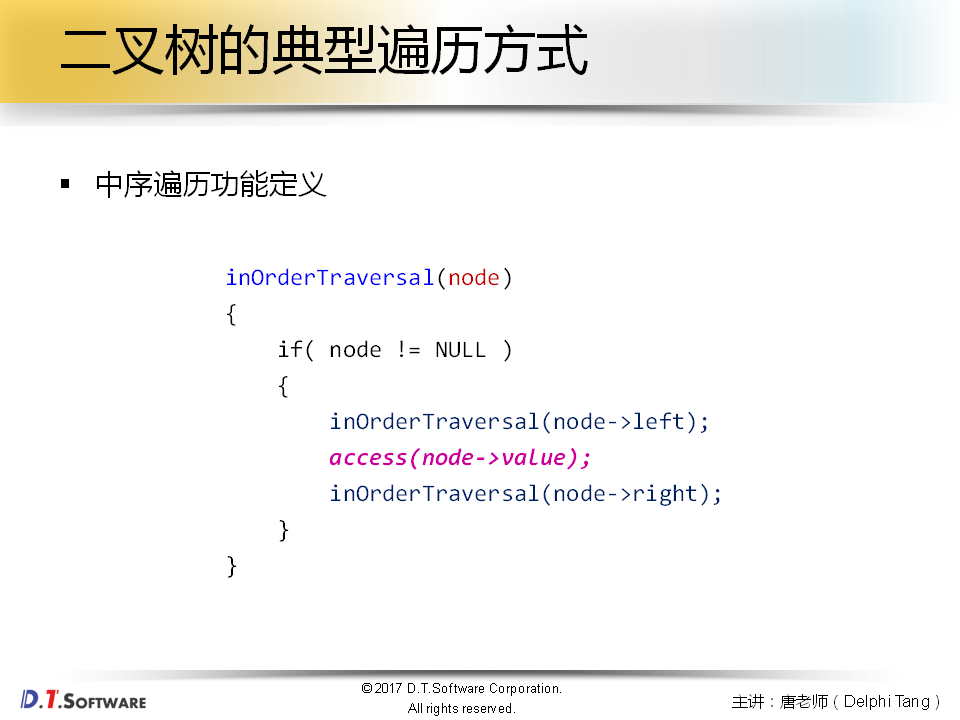 二叉树的典型遍历方式
▪ 中序遍历功能定义
inOrderTraversal(node)
{
    if( node != NULL )
    {
        inOrderTraversal(node->left);
        access(node->value);
        inOrderTraversal(node->right);
    }
}
D.T.SOFTWARE
©2017 D.T.Software Corporation.
All rights reserved.
主讲：唐老师（Delphi Tang）